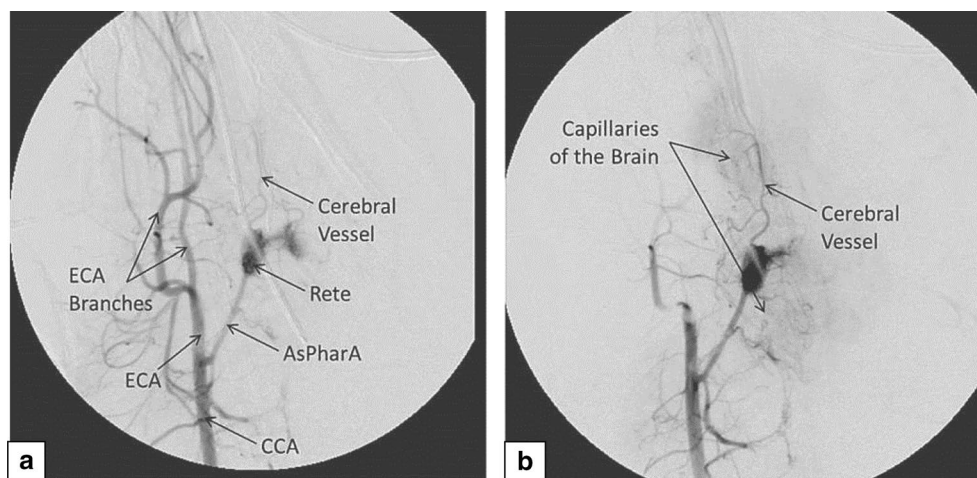 Cerebral
Vessel
ECA
Branches
Rete
AsPharA
ECA
CCA
a
Capillaries
of the Brain
Cerebral
Vessel
b